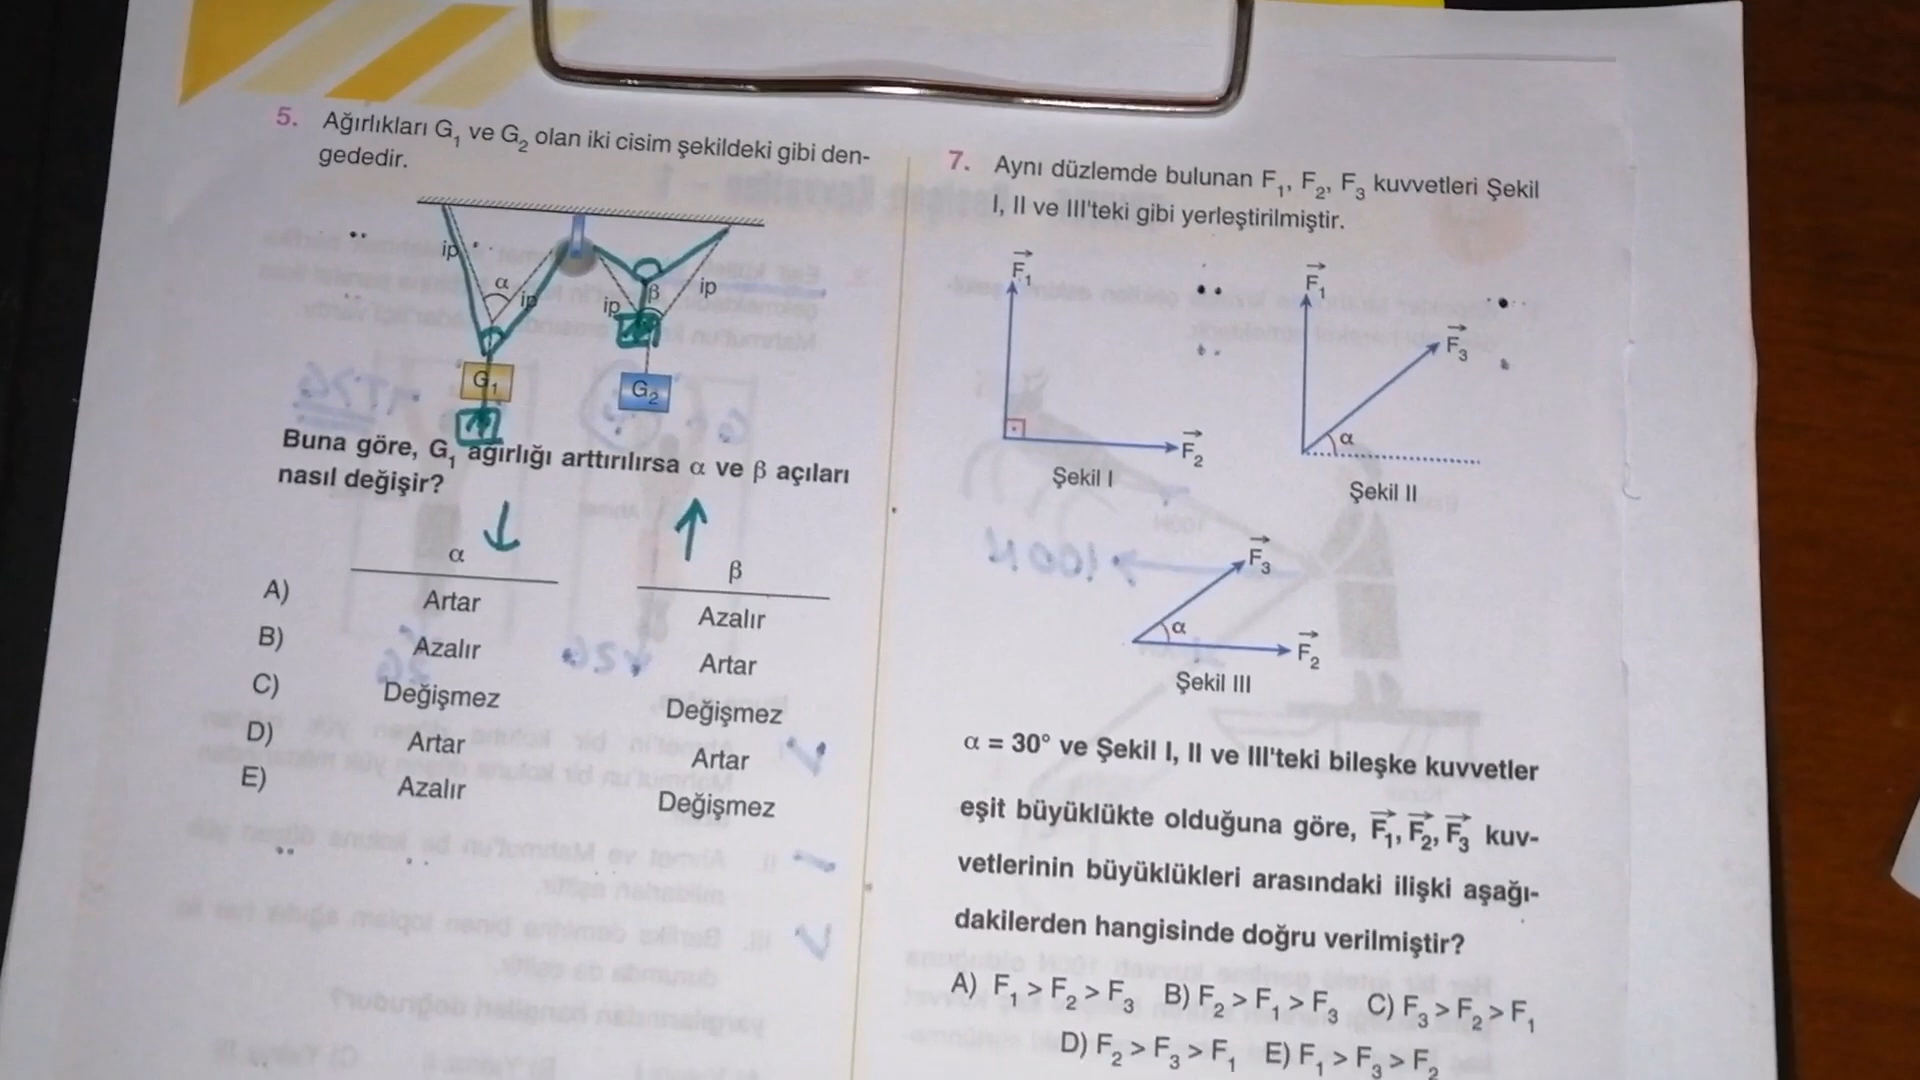 5. Ağırlıkları G₁ ve G₂ olan iki cisim şekildeki gibi den-
gededir.
ip
α
ip
ip
β
ip
G₁
G₂
Buna göre, G₁ ağırlığı arttırılırsa α ve β açıları
nasıl değişir?
α β
A) Artar Azalır
B) Azalır Artar
C) Değişmez Değişmez
D) Artar Artar
E) Azalır Değişmez
7. Aynı düzlemde bulunan F₁, F₂, F₃ kuvvetleri Şekil
I, II ve III'teki gibi yerleştirilmiştir.
F₁
F₂
Şekil I
F₁
F₃
α
Şekil II
F₃
α
F₂
Şekil III
α = 30° ve Şekil I, II ve III'teki bileşke kuvvetler
eşit büyüklükte olduğuna göre, F₁, F₂, F₃ kuv-
vetlerinin büyüklükleri arasındaki ilişki aşağı-
dakilerden hangisinde doğru verilmiştir?
A) F₁ > F₂ > F₃ B) F₂ > F₁ > F₃ C) F₃ > F₂ > F₁
D) F₂ > F₃ > F₁ E) F₁ > F₃ > F₂